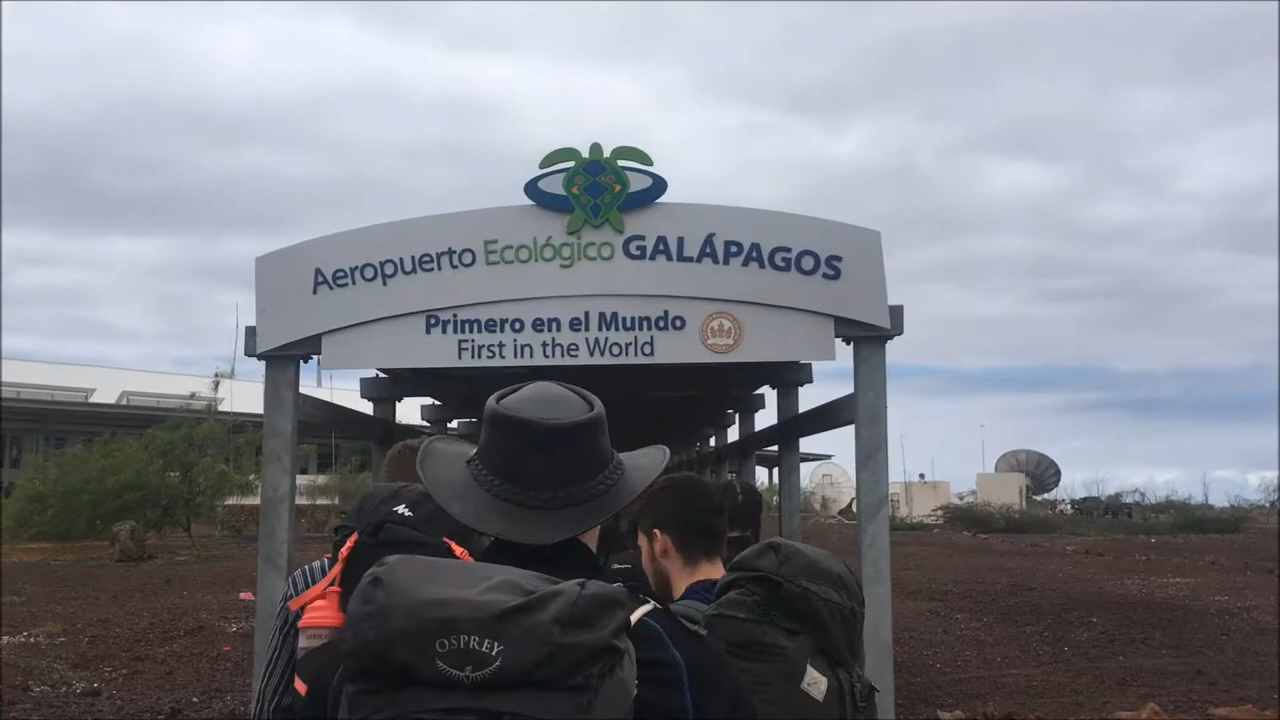 Aeropuerto Ecológico GALÁPAGOS
Primero en el Mundo
First in the World
OSPREY